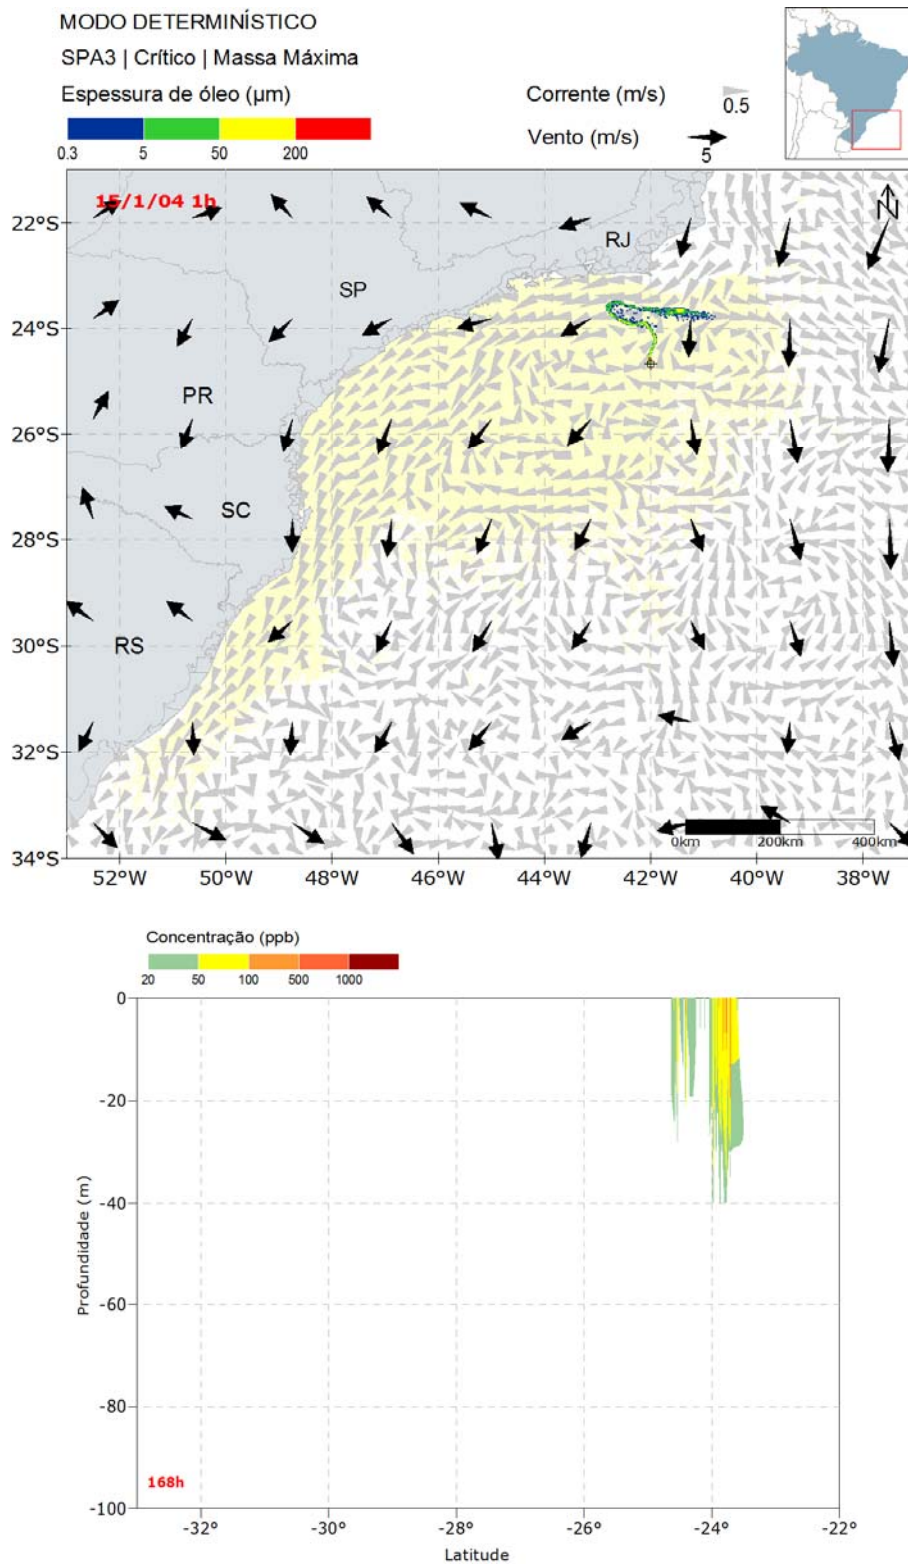 MODO DETERMINÍSTICO
SPA3 | Crítico | Massa Máxima
Espessura de óleo (µm)
0.3 5 50 200
Corrente (m/s) 0.5
Vento (m/s) 5
15/1/04 1h
N
22°S
24°S
26°S
28°S
30°S
32°S
34°S
RJ
SP
PR
SC
RS
0km 200km 400km
52°W 50°W 48°W 46°W 44°W 42°W 40°W 38°W
Concentração (ppb)
20 50 100 500 1000
0
-20
-40
-60
-80
-100
Profundidade (m)
168h
-32° -30° -28° -26° -24° -22°
Latitude